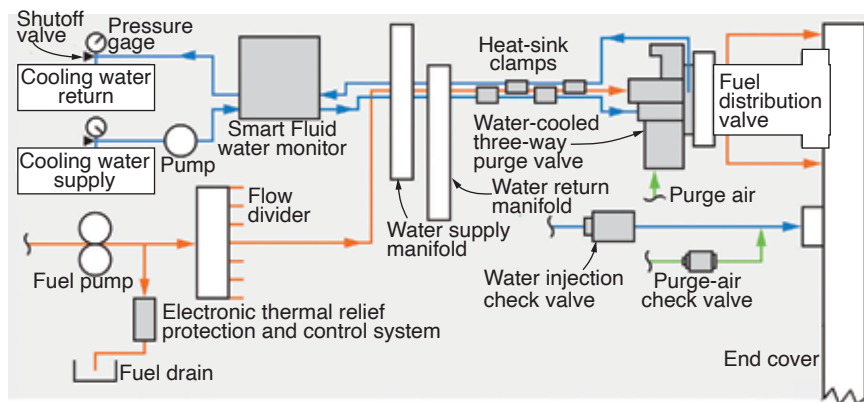 Shutoff
valve
Pressure
gage
Cooling water
return
Cooling water
supply
Pump
Smart Fluid
water monitor
Heat-sink
clamps
Water-cooled
three-way
purge valve
Fuel
distribution
valve
Purge air
Water return
manifold
Water supply
manifold
Flow
divider
Fuel pump
Electronic thermal relief
protection and control system
Fuel drain
Water injection
check valve
Purge-air
check valve
End cover